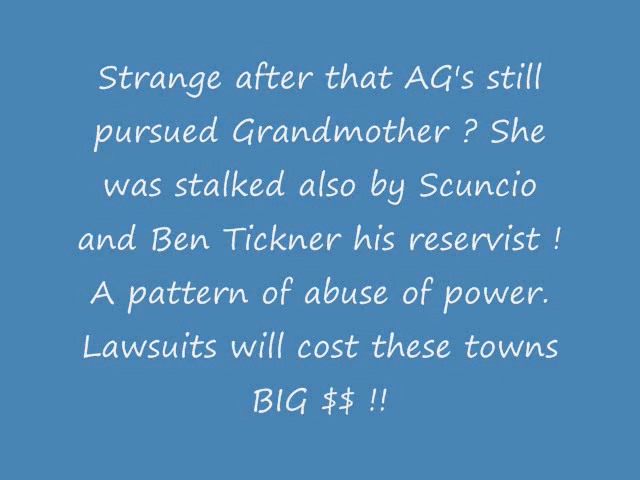 Strange after that AG's still
pursued Grandmother ? She
was stalked also by Scuncio
and Ben Tickner his reservist !
A pattern of abuse of power.
Lawsuits will cost these towns
BIG $$ !!